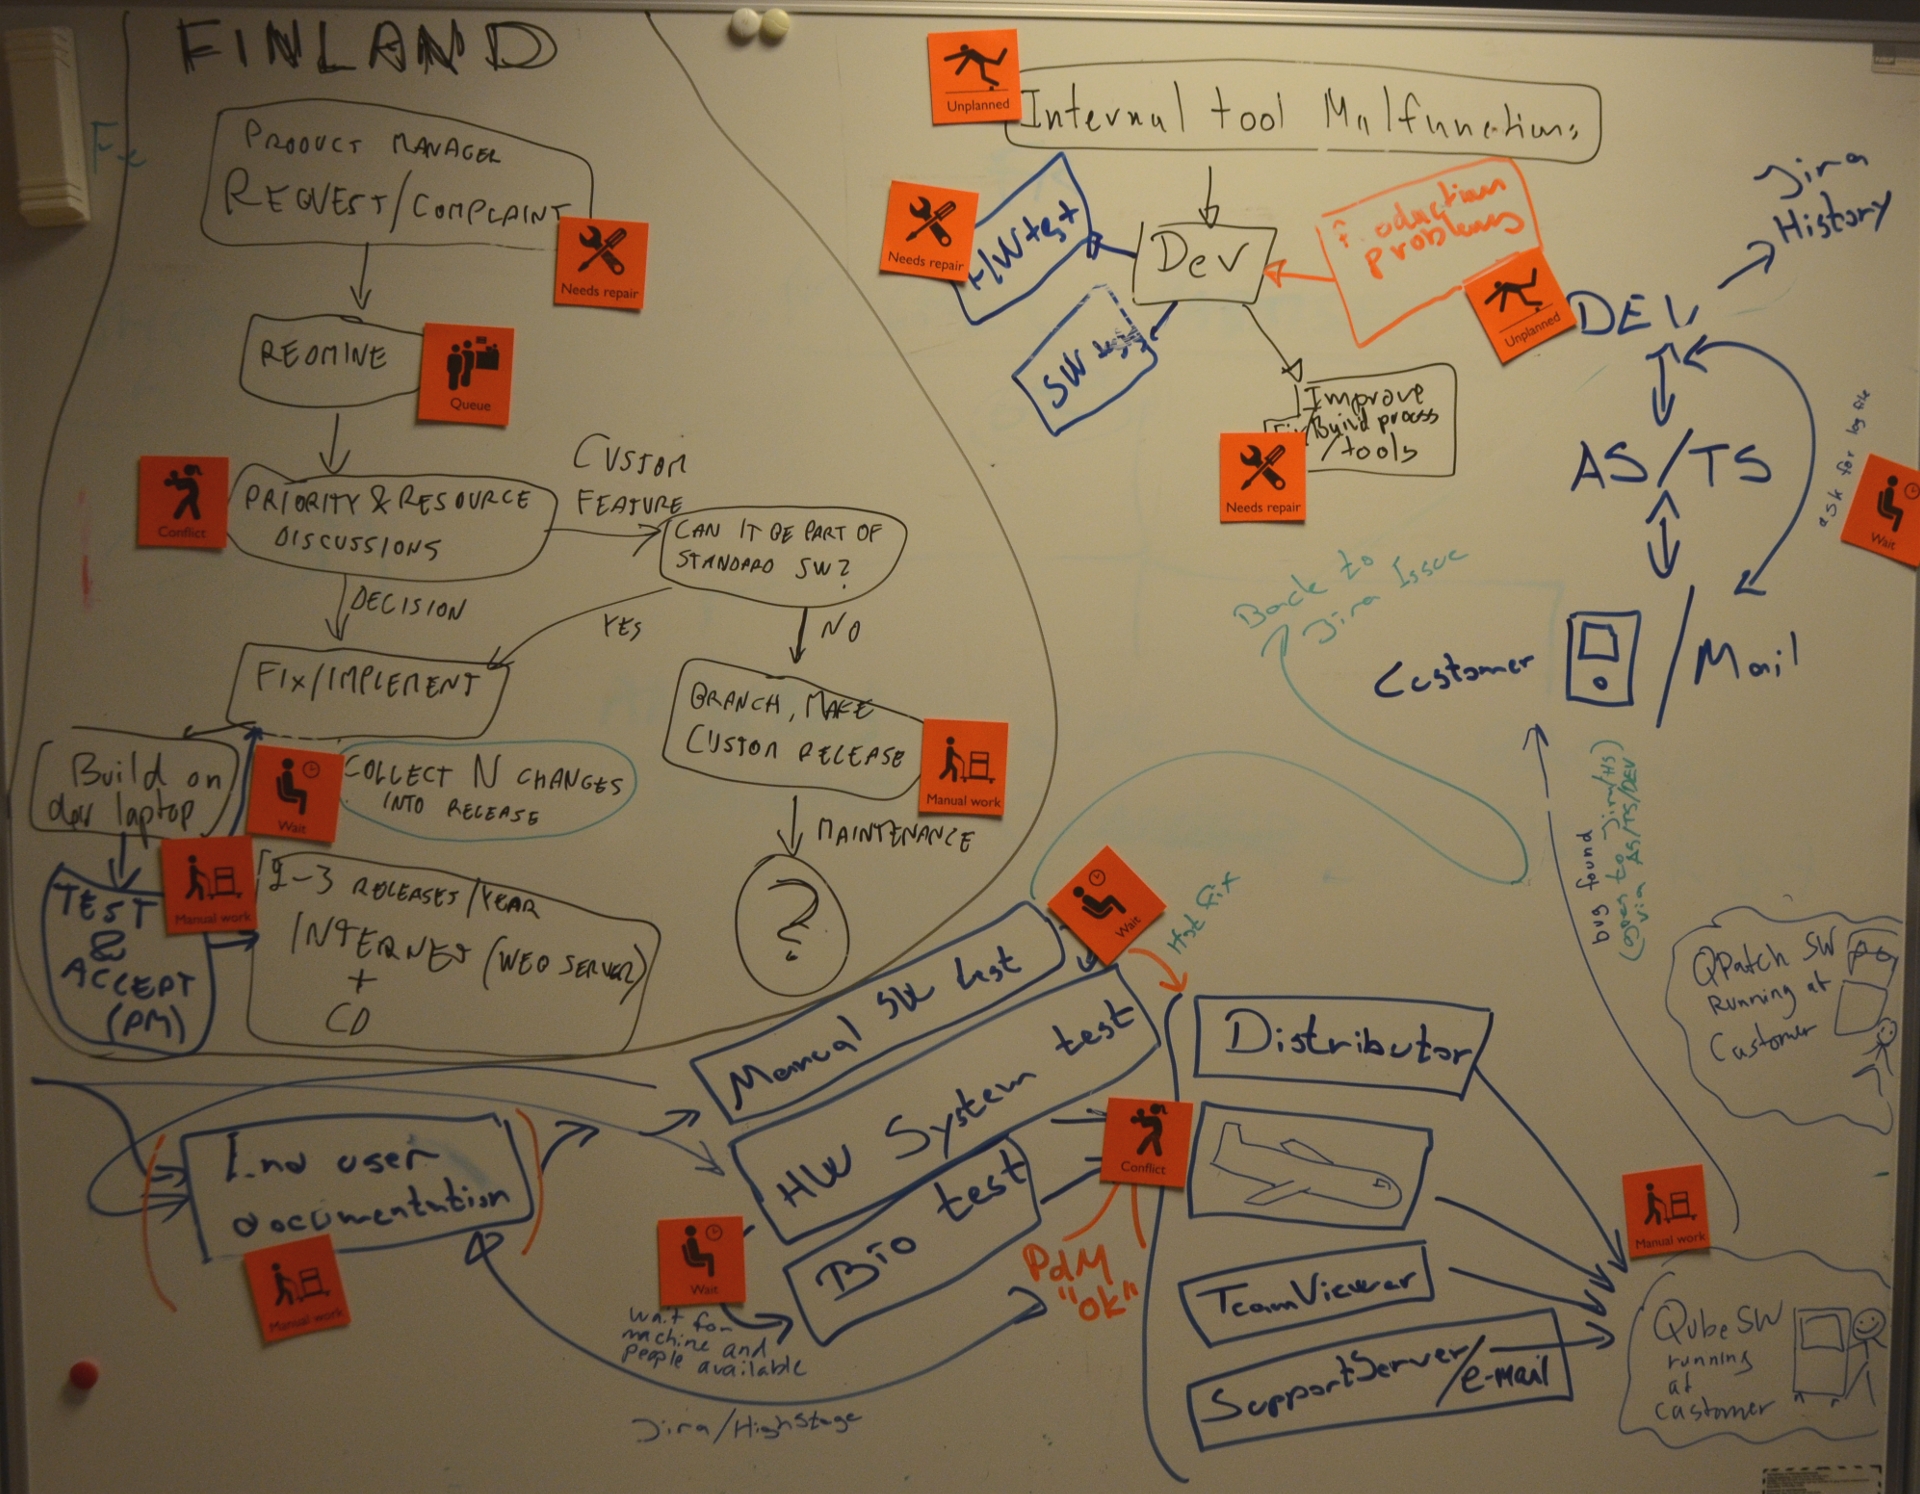 FINLAND
PRODUCT MANAGER
REQUEST/COMPLAINT
Needs repair
REDMINE
Queue
Conflict
PRIORITY & RESOURCE
DISCUSSIONS
CUSTOM
FEATURE
CAN IT BE PART OF
STANDARD SW?
DECISION
YES
NO
FIX/IMPLEMENT
BRANCH, MAKE
CUSTOM RELEASE
Manual work
MAINTENANCE
?
Build on
dev laptop
Wait
COLLECT N CHANGES
INTO RELEASE
Manual work
TEST
&
ACCEPT
(PM)
2-3 RELEASES/YEAR
INTERNET (WEB SERVER)
+
CD
Unplanned
Internal tool Malfunctions
Needs repair
HW test
Dev
Production
problems
Unplanned
SW test
Improve
Build process
/tools
Needs repair
Jira
History
DEV
AS/TS
ask for log file
Wait
Customer
/Mail
Back to
Jira Issue
bug found
(open to Jira/HS)
via AS/TS/DEV
Wait
Hot fix
Manual SW test
HW System test
Bio test
Conflict
PdM
"OK"
End user
documentation
Manual work
Wait
wait for
machine and
people available
Jira/HighStage
Distributor
TeamViewer
SupportServer/e-mail
Manual work
QPatch SW
Running at
Customer
Qube SW
running
at
customer